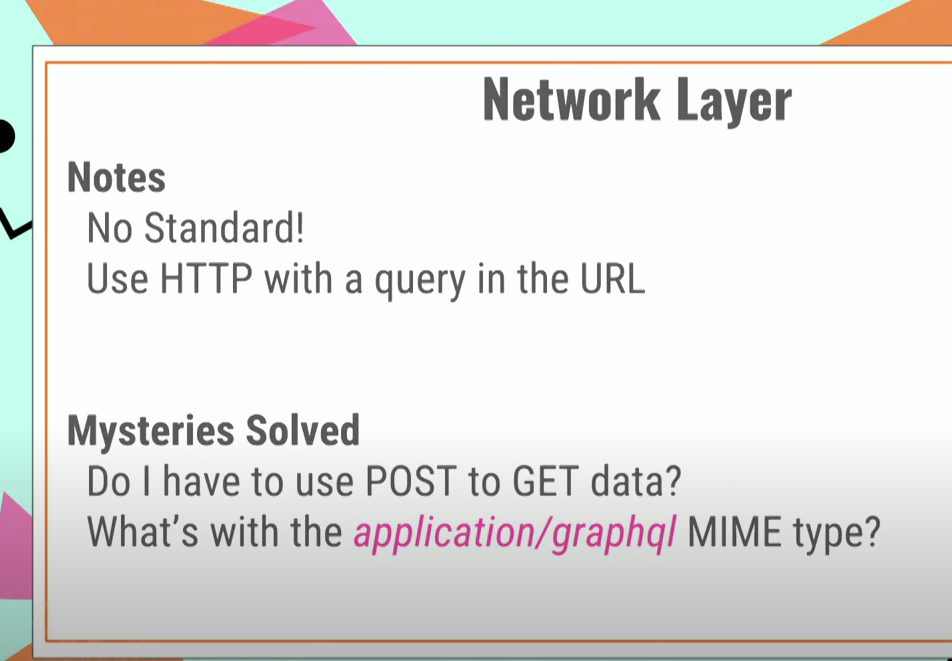 Network Layer
Notes
No Standard!
Use HTTP with a query in the URL
Mysteries Solved
Do I have to use POST to GET data?
What's with the application/graphql MIME type?